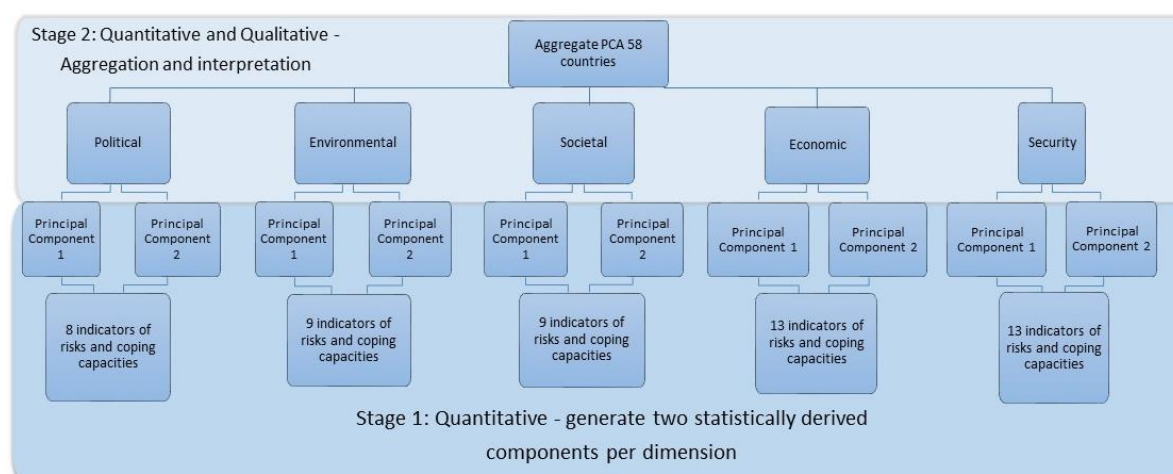 Stage 2: Quantitative and Qualitative -
Aggregation and interpretation
Aggregate PCA 58
countries
Political
Environmental
Societal
Economic
Security
Principal
Component
1
Principal
Component
2
Principal
Component
1
Principal
Component
2
Principal
Component
1
Principal
Component
2
Principal
Component 1
Principal
Component 2
Principal
Component 1
Principal
Component 2
8 indicators of
risks and coping
capacities
9 indicators of
risks and coping
capacities
9 indicators of
risks and coping
capacities
13 indicators of
risks and coping
capacities
13 indicators of
risks and coping
capacities
Stage 1: Quantitative - generate two statistically derived
components per dimension